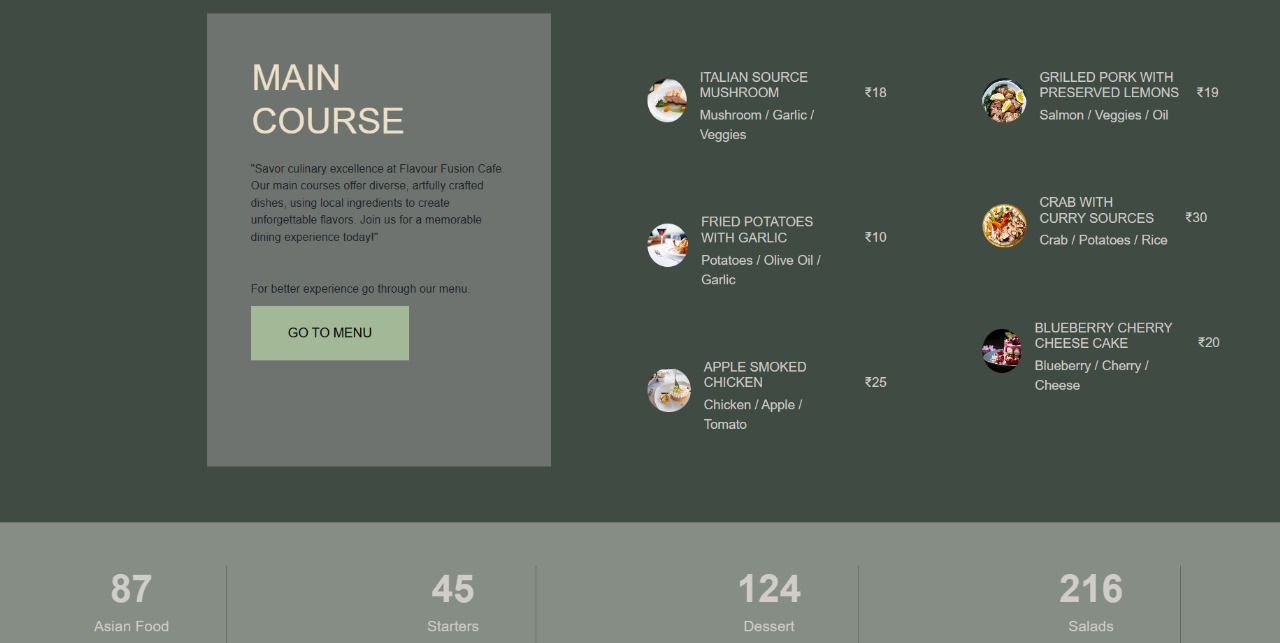 MAIN
COURSE
"Savor culinary excellence at Flavour Fusion Cafe.
Our main courses offer diverse, artfully crafted
dishes, using local ingredients to create
unforgettable flavors. Join us for a memorable
dining experience today!"
For better experience go through our menu.
GO TO MENU
ITALIAN SOURCE
MUSHROOM
₹18
Mushroom / Garlic /
Veggies
FRIED POTATOES
WITH GARLIC
₹10
Potatoes / Olive Oil /
Garlic
APPLE SMOKED
CHICKEN
₹25
Chicken / Apple /
Tomato
GRILLED PORK WITH
PRESERVED LEMONS
₹19
Salmon / Veggies / Oil
CRAB WITH
CURRY SOURCES
₹30
Crab / Potatoes / Rice
BLUEBERRY CHERRY
CHEESE CAKE
₹20
Blueberry / Cherry /
Cheese
87
Asian Food
45
Starters
124
Dessert
216
Salads